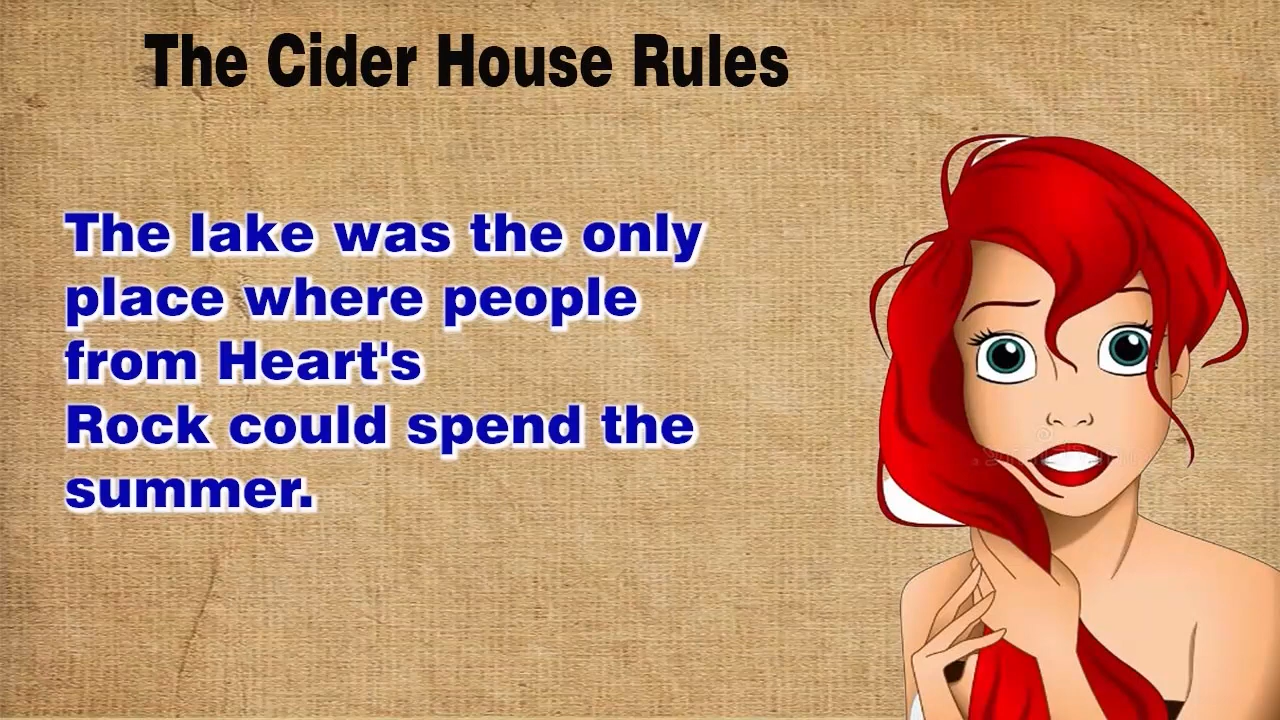 The Cider House Rules
The lake was the only
place where people
from Heart's
Rock could spend the
summer.